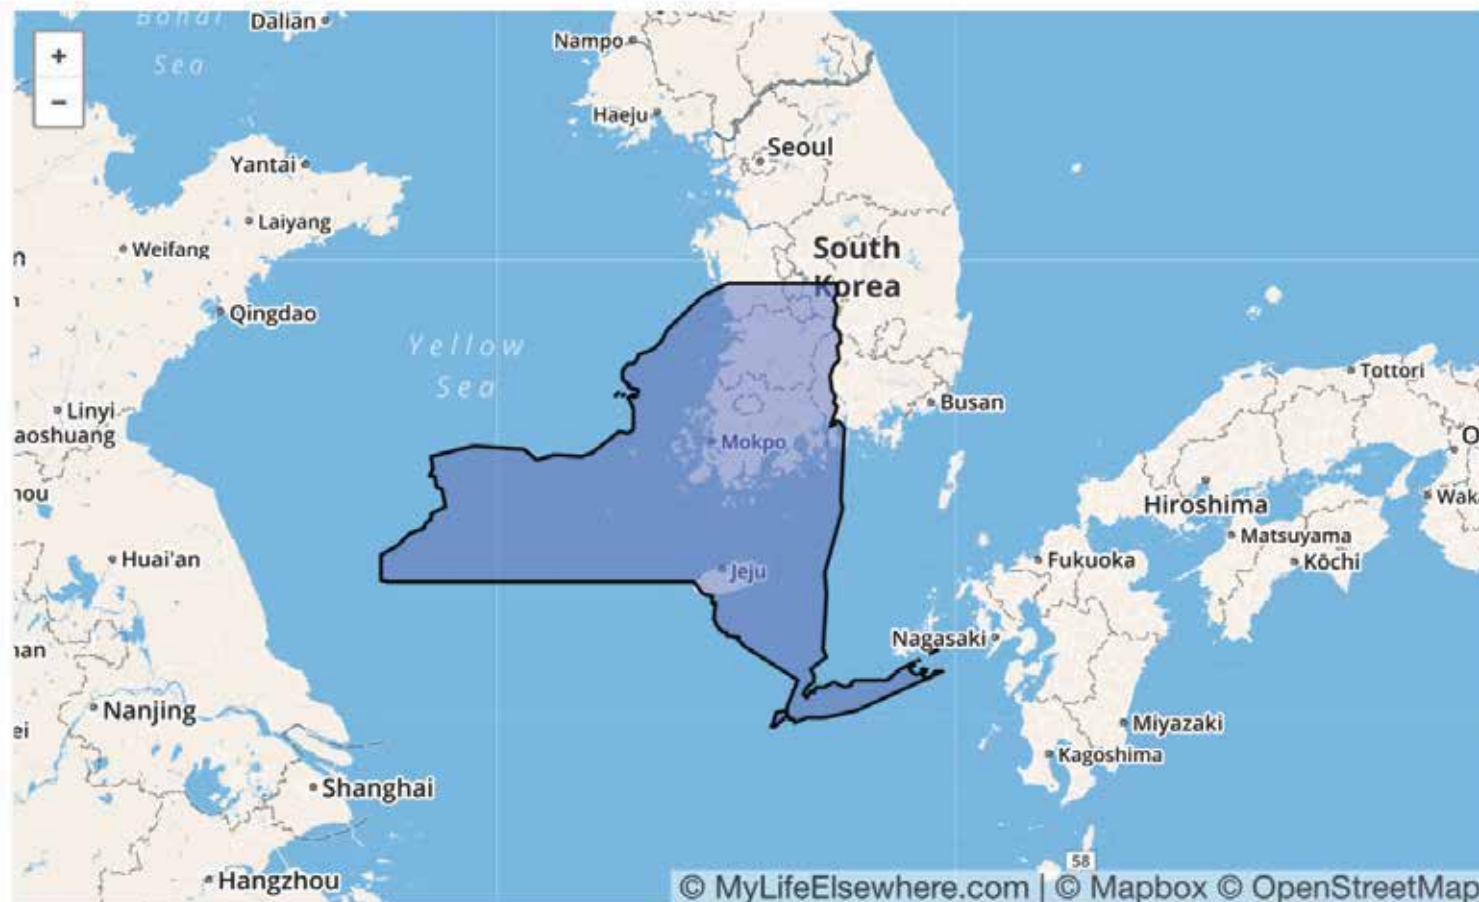 Bohai
Sea
Dalian
+
−
Nampo
Haeju
Seoul
Yantai
Laiyang
Weifang
South
Korea
Qingdao
Yellow
Sea
Tottori
Busan
Linyi
aoshuang
Mokpo
Hiroshima
Matsuyama
Kōchi
Huai'an
Jeju
Fukuoka
Nagasaki
Nanjing
Miyazaki
Kagoshima
Shanghai
58
Hangzhou
© MyLifeElsewhere.com | © Mapbox © OpenStreetMap